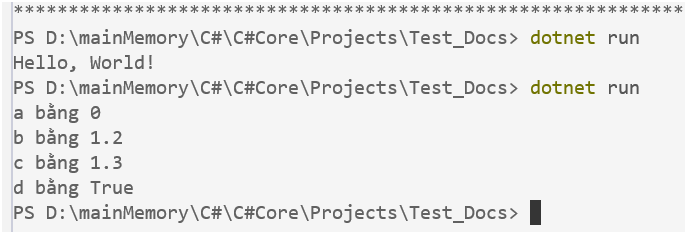 ****************************************************************
PS D:\mainMemory\C#\C#Core\Projects\Test_Docs> dotnet run
Hello, World!
PS D:\mainMemory\C#\C#Core\Projects\Test_Docs> dotnet run
a bằng 0
b bằng 1.2
c bằng 1.3
d bằng True
PS D:\mainMemory\C#\C#Core\Projects\Test_Docs>